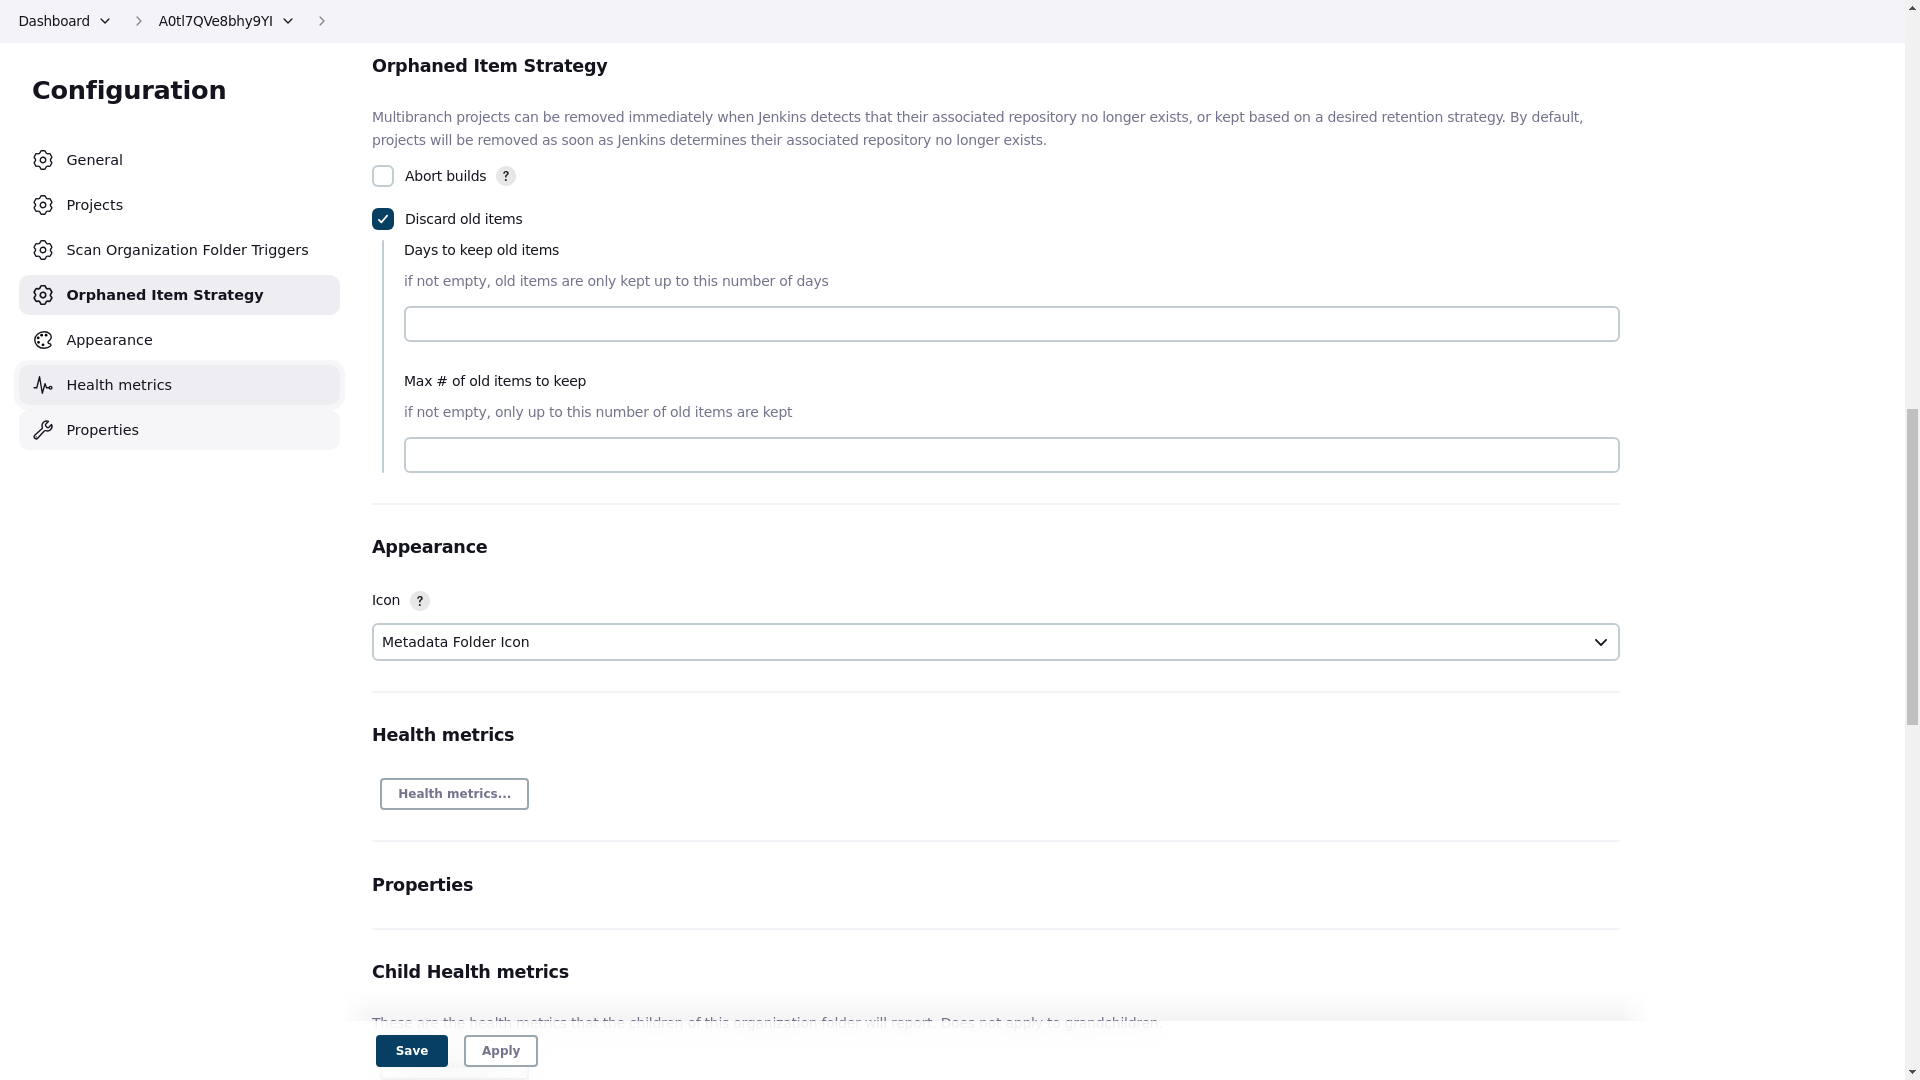 Dashboard
A0tl7QVe8bhy9YI
Configuration
General
Projects
Scan Organization Folder Triggers
Orphaned Item Strategy
Appearance
Health metrics
Properties
Orphaned Item Strategy
Multibranch projects can be removed immediately when Jenkins detects that their associated repository no longer exists, or kept based on a desired retention strategy. By default,
projects will be removed as soon as Jenkins determines their associated repository no longer exists.
Abort builds ?
Discard old items
Days to keep old items
if not empty, old items are only kept up to this number of days
Max # of old items to keep
if not empty, only up to this number of old items are kept
Appearance
Icon ?
Metadata Folder Icon
Health metrics
Health metrics...
Properties
Child Health metrics
These are the health metrics that the children of this organization folder will report. Does not apply to grandchildren.
Save
Apply